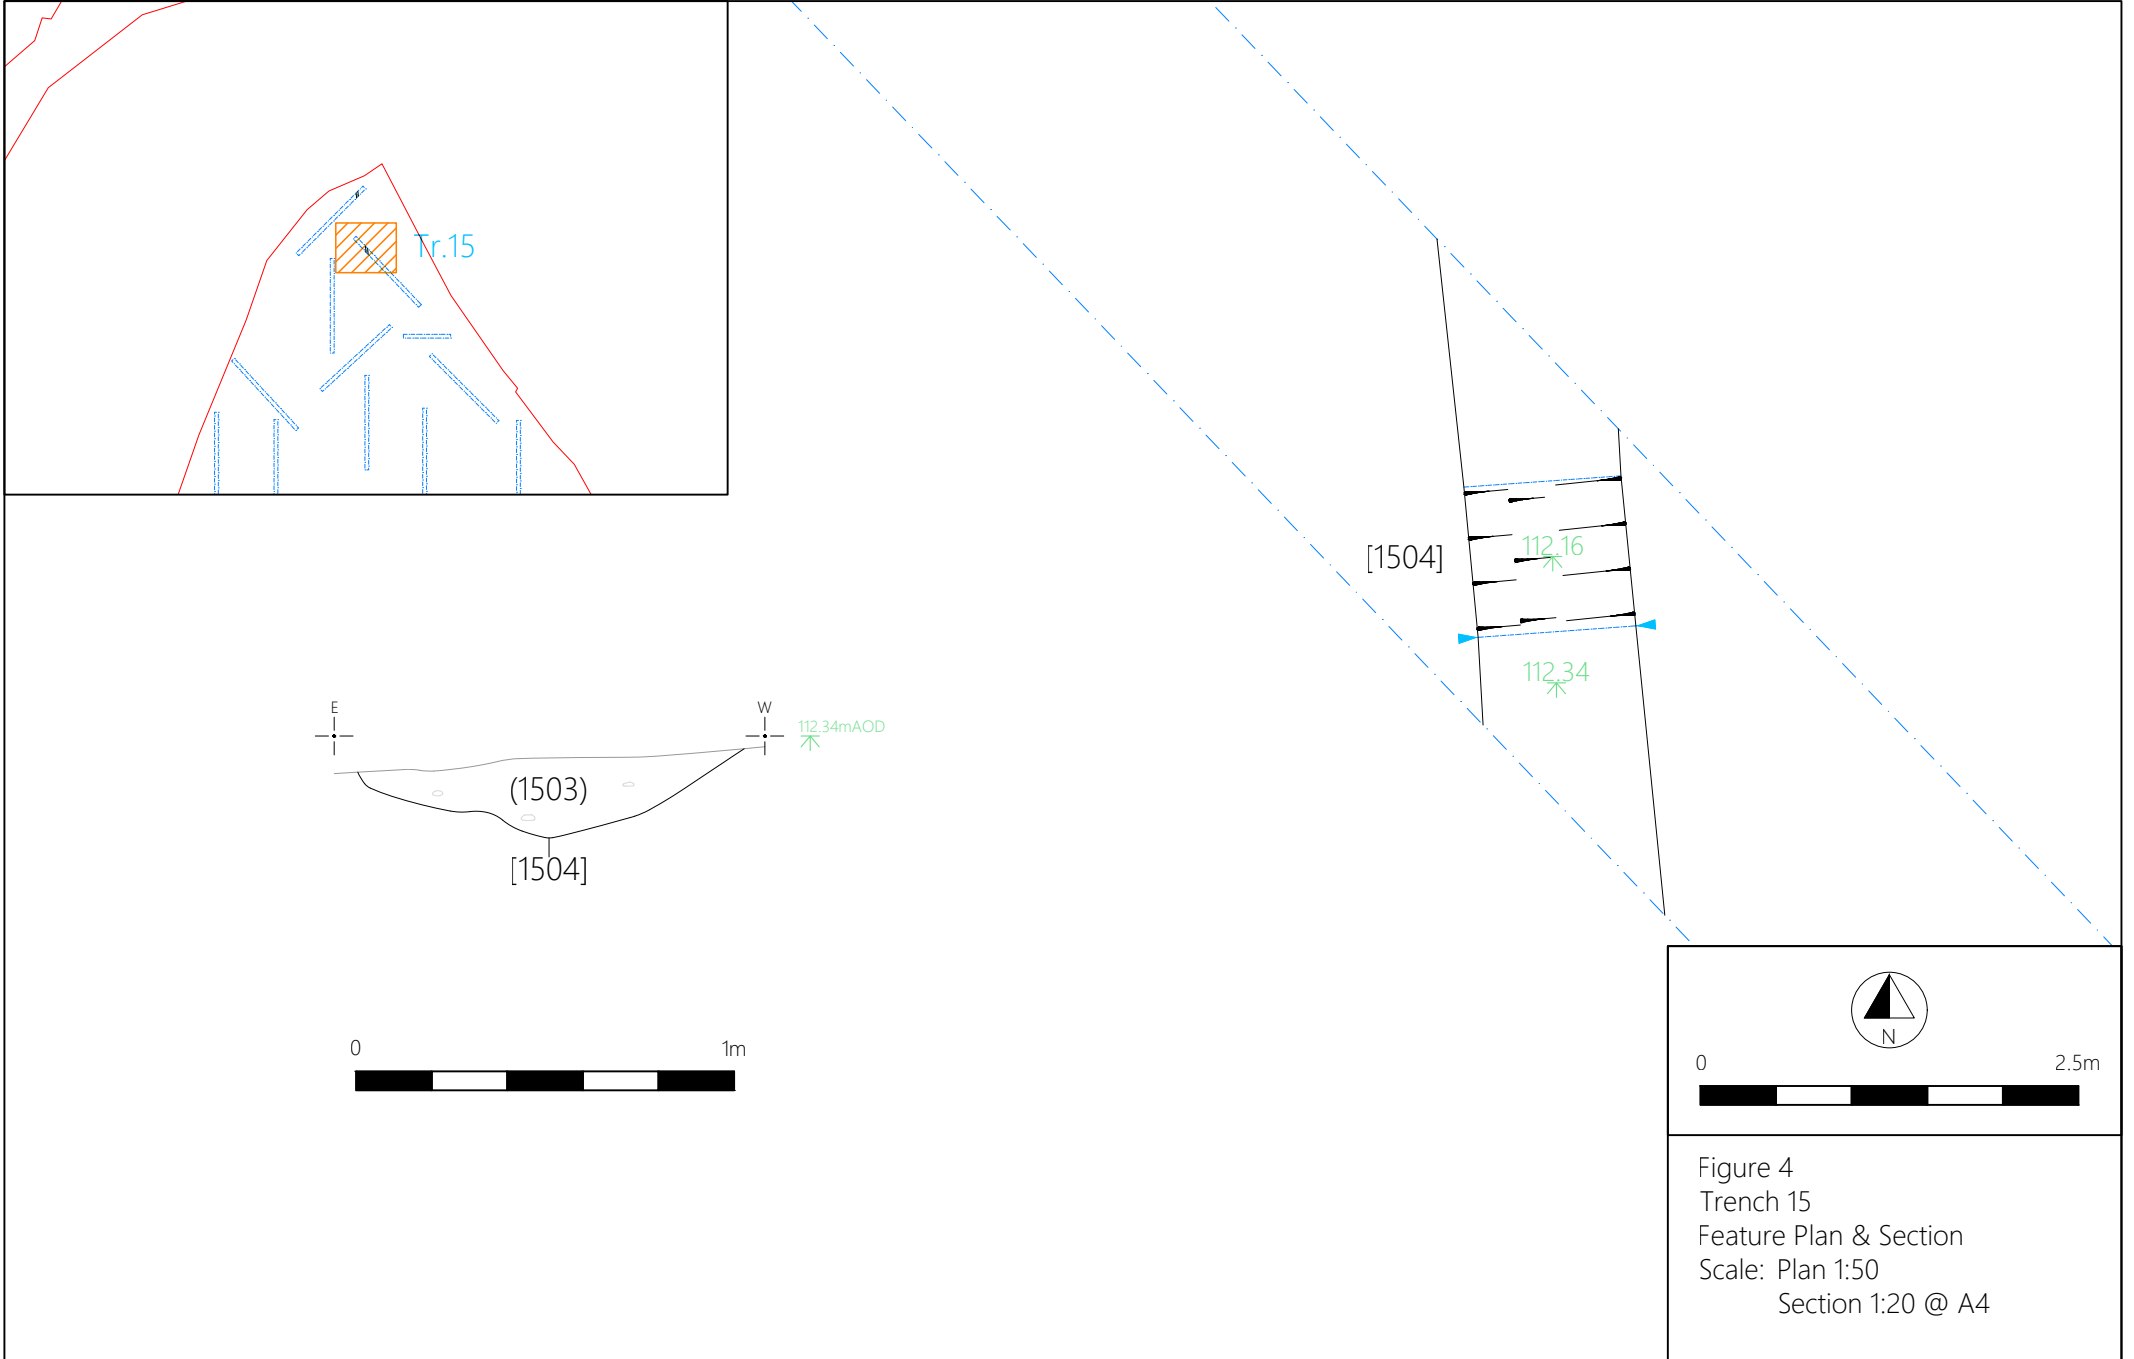 Tr.15
[1504]
112.16
112.34
E
W
112.34mAOD
(1503)
[1504]
0
1m
N
0
2.5m
Figure 4
Trench 15
Feature Plan & Section
Scale: Plan 1:50
Section 1:20 @ A4